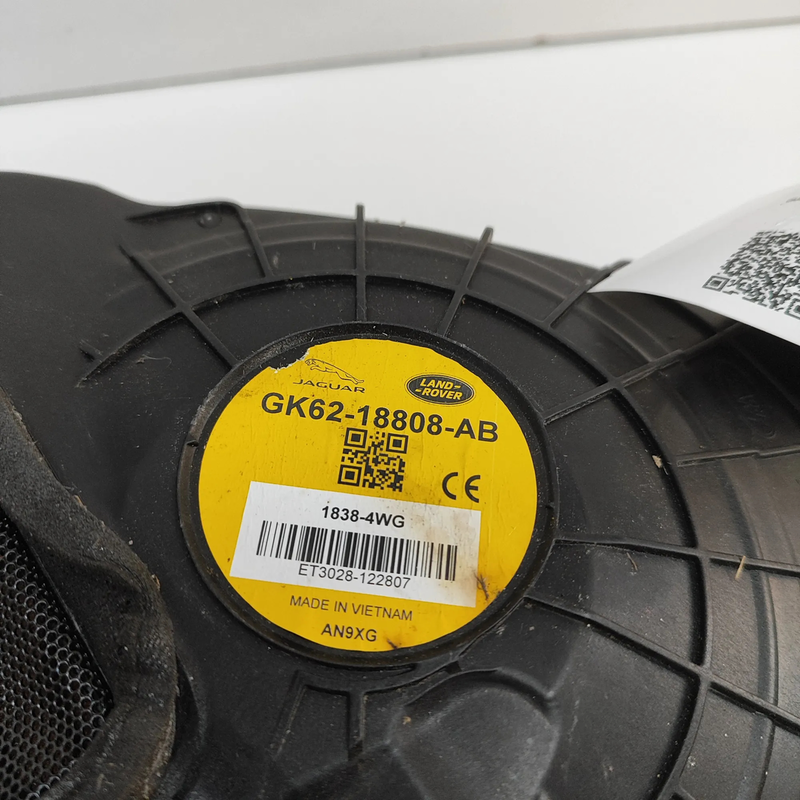 JAGUAR
LAND-
-ROVER
GK62-18808-AB
CE
1838-4WG
ET3028-122807
MADE IN VIETNAM
AN9XG